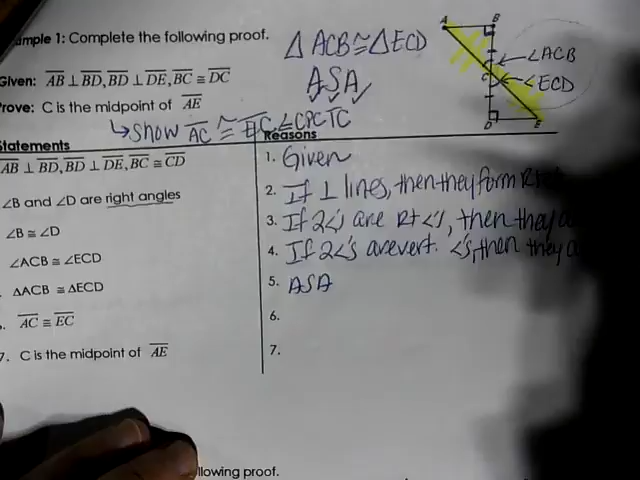 ample 1: Complete the following proof.
△ ACB ≅ △ ECD
A B
∠ACB
C ∠ECD
D E
Given: AB ⊥ BD, BD ⊥ DE, BC ≅ DC
ASA
Prove: C is the midpoint of AE
↳ Show AC ≅ EC ← CPCTC
Statements Reasons
AB ⊥ BD, BD ⊥ DE, BC ≅ CD 1. Given
∠B and ∠D are right angles 2. If ⊥ lines, then they form Rt
∠B ≅ ∠D 3. If 2∠'s are Rt ∠'s, then they
∠ACB ≅ ∠ECD 4. If 2∠'s are vert. ∠'s, then they
ΔACB ≅ ΔECD 5. ASA
AC ≅ EC 6.
7. C is the midpoint of AE 7.
llowing proof.